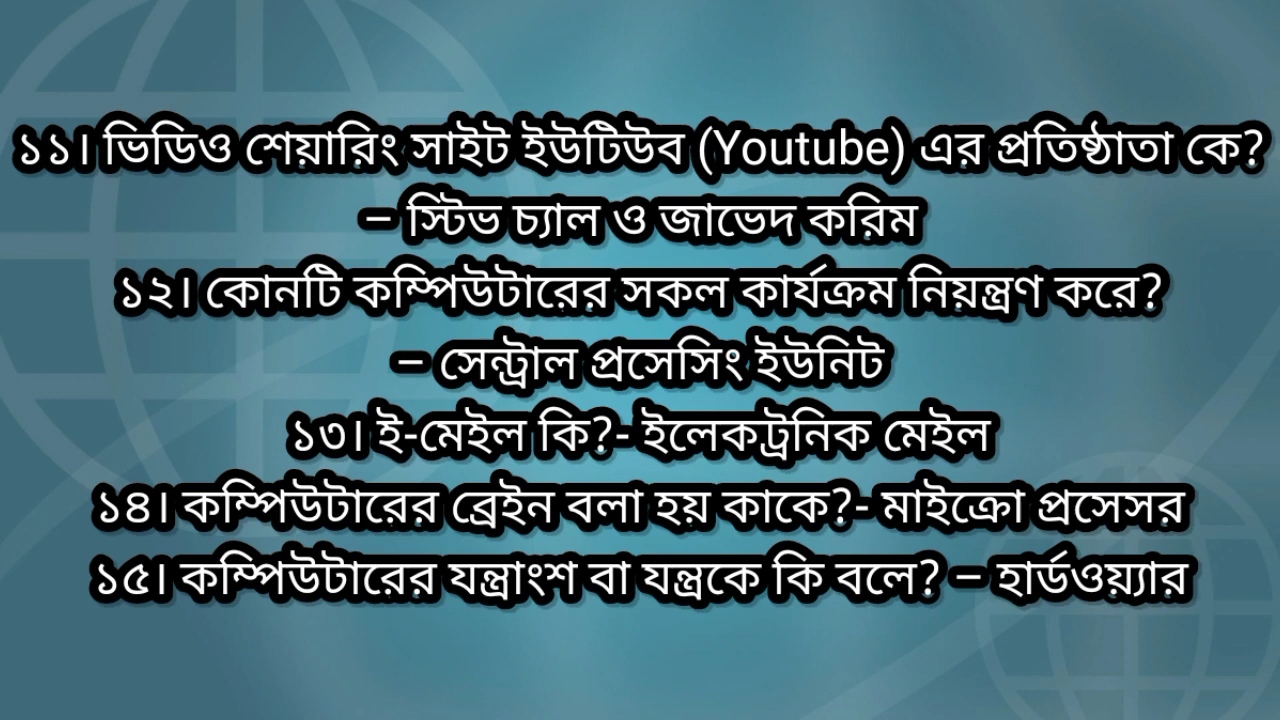 ১১। ভিডিও শেয়ারিং সাইট ইউটিউব (Youtube) এর প্রতিষ্ঠাতা কে?
– স্টিভ চ্যাল ও জাভেদ করিম
১২। কোনটি কম্পিউটারের সকল কার্যক্রম নিয়ন্ত্রণ করে?
– সেন্ট্রাল প্রসেসিং ইউনিট
১৩। ই-মেইল কি?- ইলেকট্রনিক মেইল
১৪। কম্পিউটারের ব্রেইন বলা হয় কাকে?- মাইক্রো প্রসেসর
১৫। কম্পিউটারের যন্ত্রাংশ বা যন্ত্রকে কি বলে? – হার্ডওয়্যার